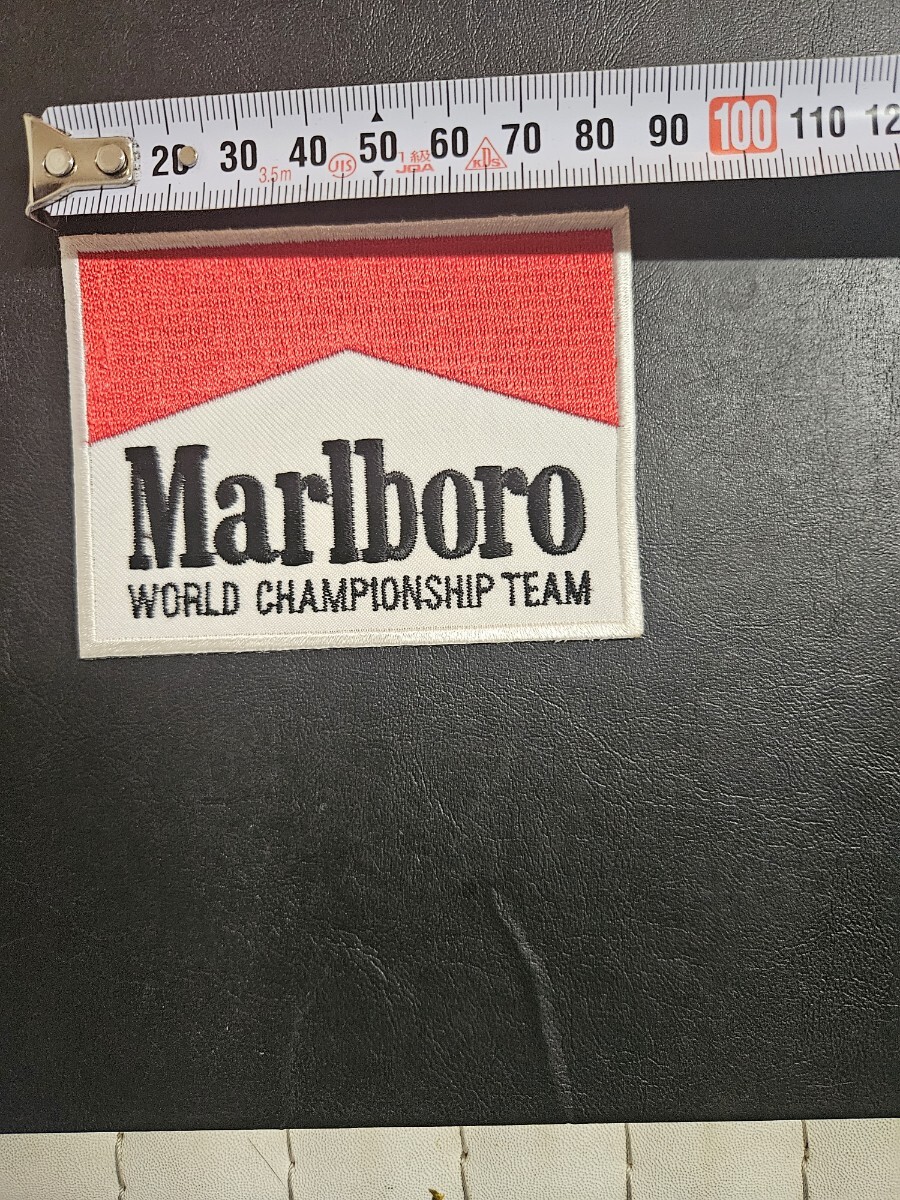 20 30 40 50 60 70 80 90 100 110 12
3.5m JIS 1級 JQA KDS
Marlboro
WORLD CHAMPIONSHIP TEAM